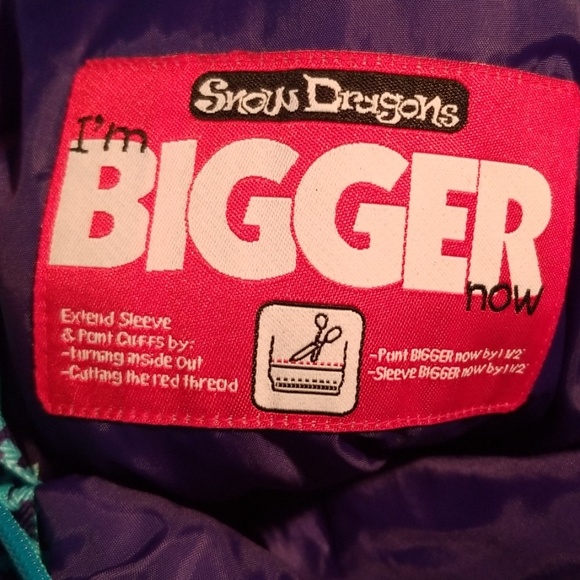 Snow Dragons
I'm
BIGGER
now
Extend Sleeve
& Pant Cuffs by:
-turning inside Out
-Cutting the red thread
-Pant BIGGER now by 1 1/2"
-Sleeve BIGGER now by 1 1/2"